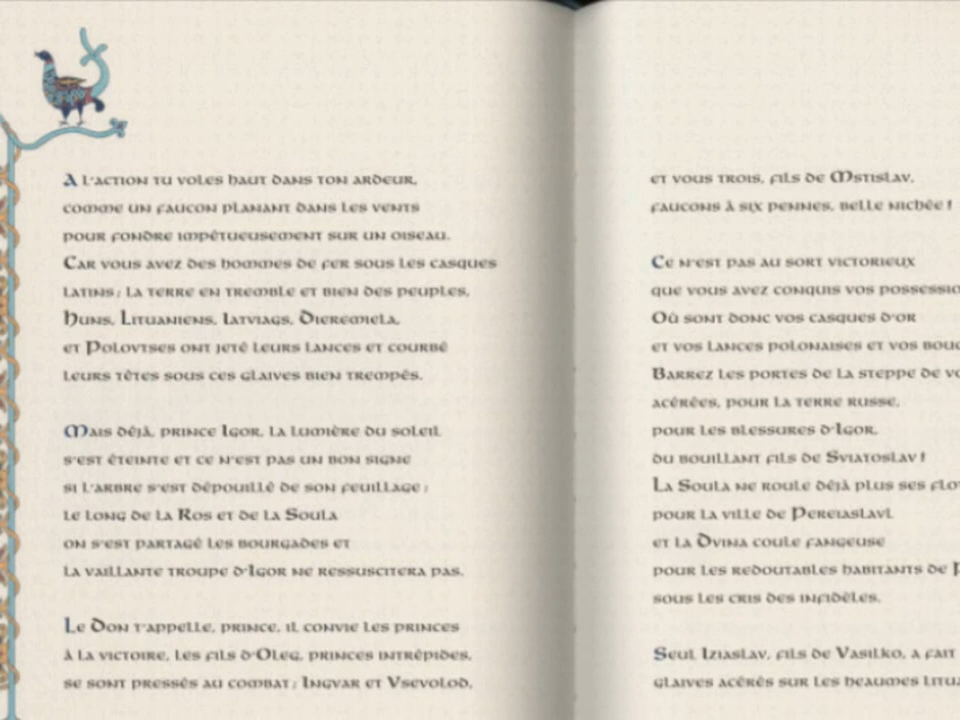 A l'action tu voles haut dans ton ardeur,
comme un faucon planant dans les vents
pour fondre impétueusement sur un oiseau.
Car vous avez des hommes de fer sous les casques
latins ; la terre en tremble et bien des peuples,
Huns, Lituaniens, Iatviags, Dieremiela,
et Polovtses ont jeté leurs lances et courbé
leurs têtes sous ces glaives bien trempés.
Mais déjà, prince Igor, la lumière du soleil
s'est éteinte et ce n'est pas un bon signe
si l'arbre s'est dépouillé de son feuillage ;
le long de la Ros et de la Soula
on s'est partagé les bourgades et
la vaillante troupe d'Igor ne ressuscitera pas.
Le Don t'appelle, prince, il convie les princes
à la victoire, les fils d'Oleg, princes intrépides,
se sont pressés au combat ; Ingvar et Vsevolod,
et vous trois, fils de Mstislav,
faucons à six pennes, belle nichée !
Ce n'est pas au sort victorieux
que vous avez conquis vos possessio
Où sont donc vos casques d'or
et vos lances polonaises et vos bouc
Barrez les portes de la steppe de vo
acérées, pour la terre russe,
pour les blessures d'Igor,
du bouillant fils de Sviatoslav !
La Soula ne roule déjà plus ses flo
pour la ville de Pereiaslavl
et la Dvina coule fangeuse
pour les redoutables habitants de P
sous les cris des infidèles.
Seul Iziaslav, fils de Vasilko, a fait
glaives acérés sur les heaumes litua